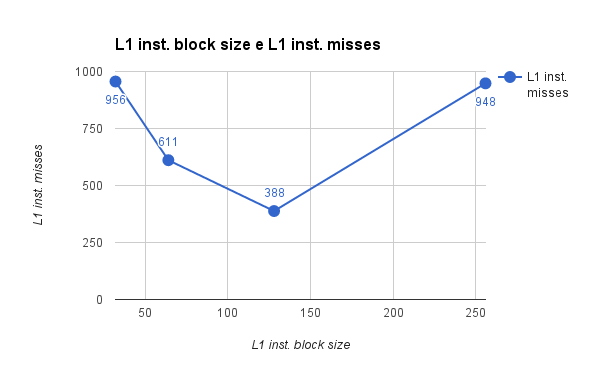 L1 inst. block size e L1 inst. misses
1000
750
500
250
0
L1 inst. misses
956
611
388
948
L1 inst.
misses
50
100
150
200
250
L1 inst. block size